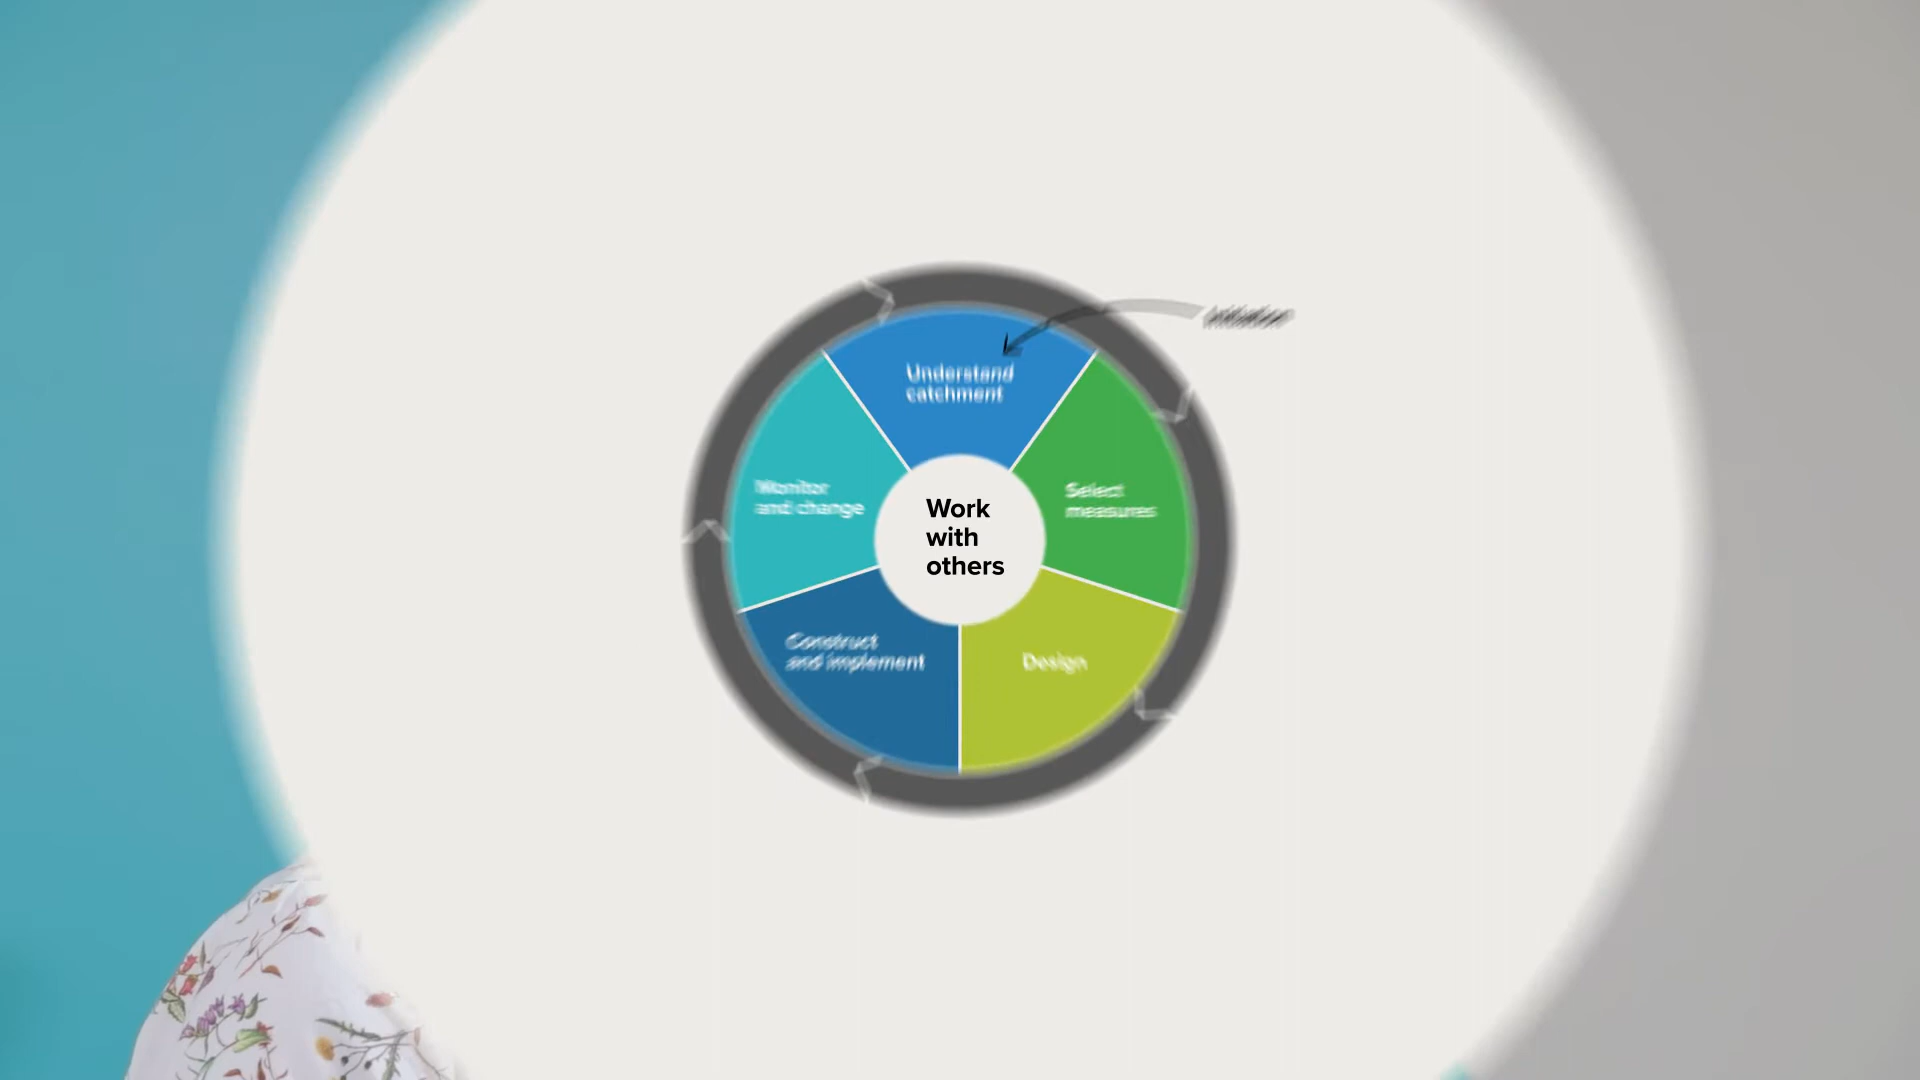 Understand
catchment
Monitor
and change
Select
measures
Work
with
others
Construct
and implement
Design